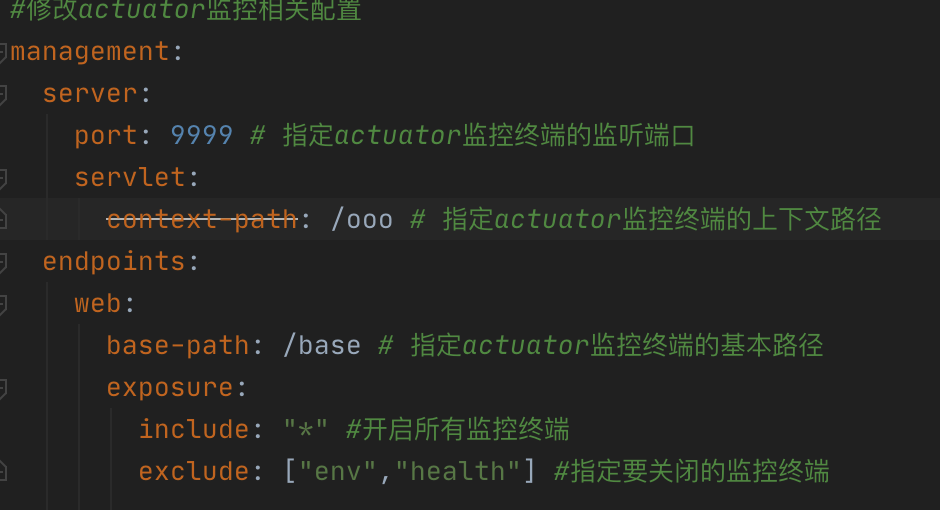 #修改actuator监控相关配置
management:
  server:
    port: 9999 # 指定actuator监控终端的监听端口
    servlet:
      context-path: /ooo # 指定actuator监控终端的上下文路径
  endpoints:
    web:
      base-path: /base # 指定actuator监控终端的基本路径
      exposure:
        include: "*" #开启所有监控终端
        exclude: ["env","health"] #指定要关闭的监控终端